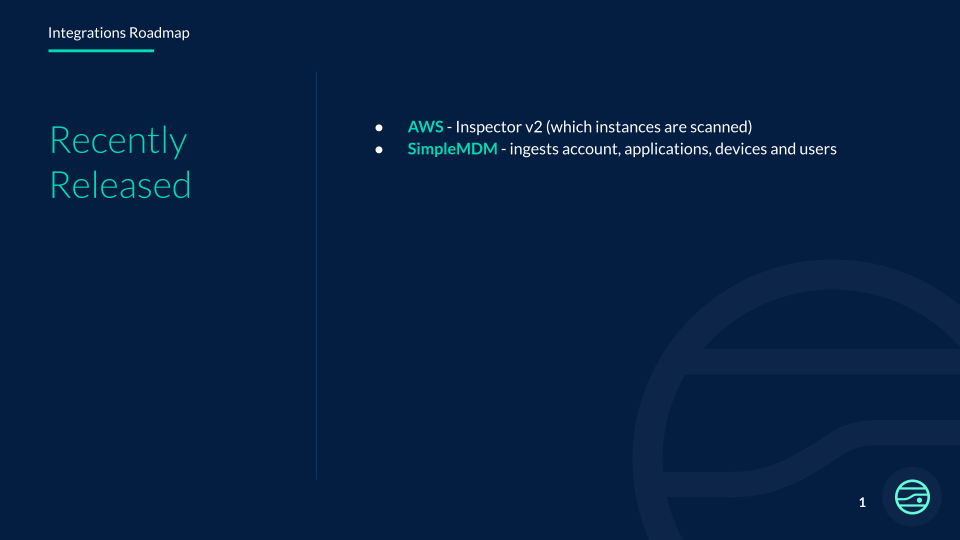 Integrations Roadmap
Recently
Released
● AWS - Inspector v2 (which instances are scanned)
● SimpleMDM - ingests account, applications, devices and users
1